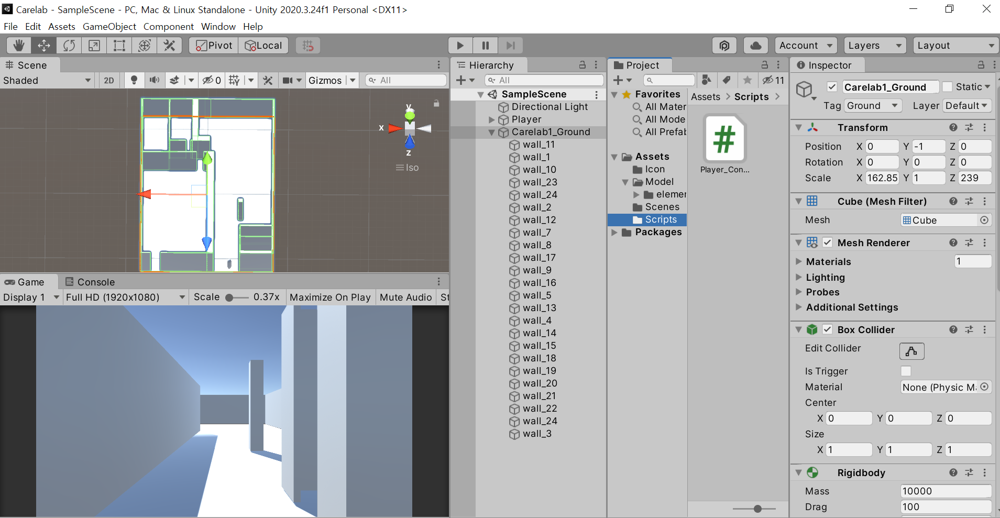 Carelab - SampleScene - PC, Mac & Linux Standalone - Unity 2020.3.24f1 Personal <DX11>
File Edit Assets GameObject Component Window Help
Pivot Local Account Layers Layout
Scene
Shaded 2D 0 Gizmos All
y
x
z
Iso
Game Console
Display 1 Full HD (1920x1080) Scale 0.37x Maximize On Play Mute Audio St
Hierarchy
All
SampleScene
Directional Light
Player
Carelab1_Ground
wall_11
wall_1
wall_10
wall_23
wall_24
wall_2
wall_12
wall_7
wall_8
wall_17
wall_9
wall_16
wall_5
wall_13
wall_4
wall_14
wall_15
wall_18
wall_19
wall_20
wall_21
wall_22
wall_24
wall_3
Project
11
Favorites
All Mater
All Mode
All Prefab
Assets
Icon
Model
elemen
Scenes
Scripts
Packages
Assets > Scripts >
#
Player_Con...
Inspector
Carelab1_Ground Static
Tag Ground Layer Default
Transform
Position X 0 Y -1 Z 0
Rotation X 0 Y 0 Z 0
Scale X 162.85 Y 1 Z 239
Cube (Mesh Filter)
Mesh Cube
Mesh Renderer
Materials 1
Lighting
Probes
Additional Settings
Box Collider
Edit Collider
Is Trigger
Material None (Physic Ma
Center
X 0 Y 0 Z 0
Size
X 1 Y 1 Z 1
Rigidbody
Mass 10000
Drag 100